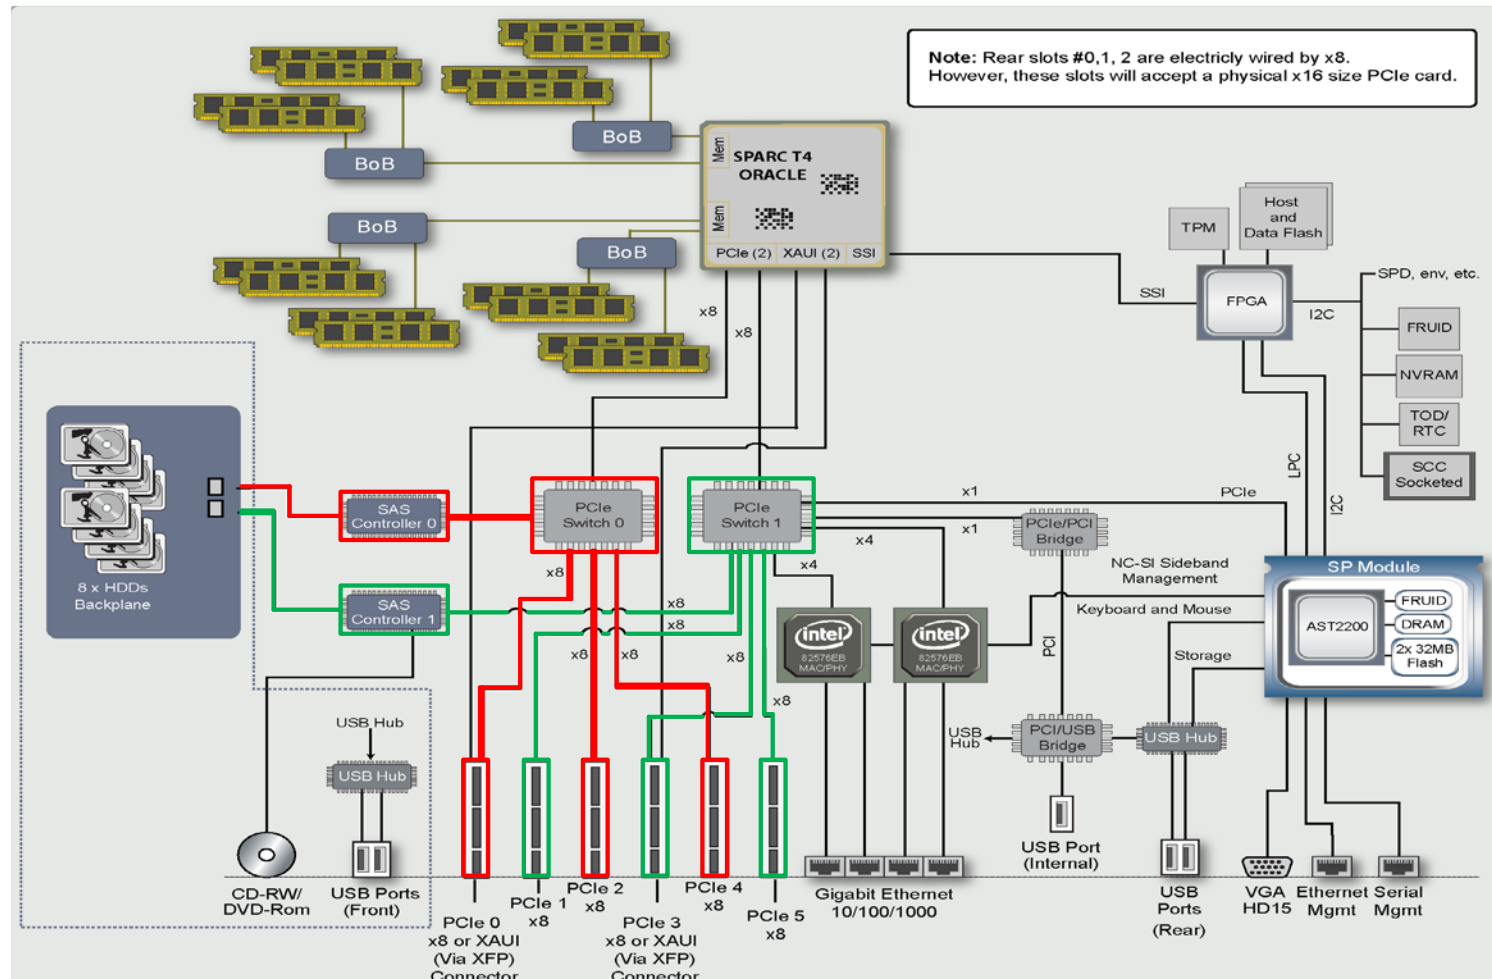 Note: Rear slots #0,1, 2 are electricly wired by x8.
However, these slots will accept a physical x16 size PCIe card.
BoB
BoB
BoB
BoB
Mem
Mem
SPARC T4
ORACLE
PCIe (2)
XAUI (2)
SSI
x8
x8
TPM
Host
and
Data Flash
SSI
FPGA
I2C
SPD, env, etc.
FRUID
NVRAM
TOD/
RTC
SCC
Socketed
LPC
I2C
8 x HDDs
Backplane
SAS
Controller 0
SAS
Controller 1
PCIe
Switch 0
PCIe
Switch 1
x1
PCIe
x1
x4
x4
PCIe/PCI
Bridge
NC-SI Sideband
Management
Keyboard and Mouse
Storage
SP Module
AST2200
FRUID
DRAM
2x 32MB
Flash
x8
x8
x8
x8
x8
x8
x8
intel
82576EB
MAC/PHY
intel
82576EB
MAC/PHY
PCI
USB
Hub
PCI/USB
Bridge
USB Hub
USB Hub
USB Hub
CD-RW/
DVD-Rom
USB Ports
(Front)
PCIe 0
x8 or XAUI
(Via XFP)
Connector
PCIe 1
x8
PCIe 2
x8
PCIe 3
x8 or XAUI
(Via XFP)
Connector
PCIe 4
x8
PCIe 5
x8
Gigabit Ethernet
10/100/1000
USB Port
(Internal)
USB
Ports
(Rear)
VGA
HD15
Ethernet
Mgmt
Serial
Mgmt